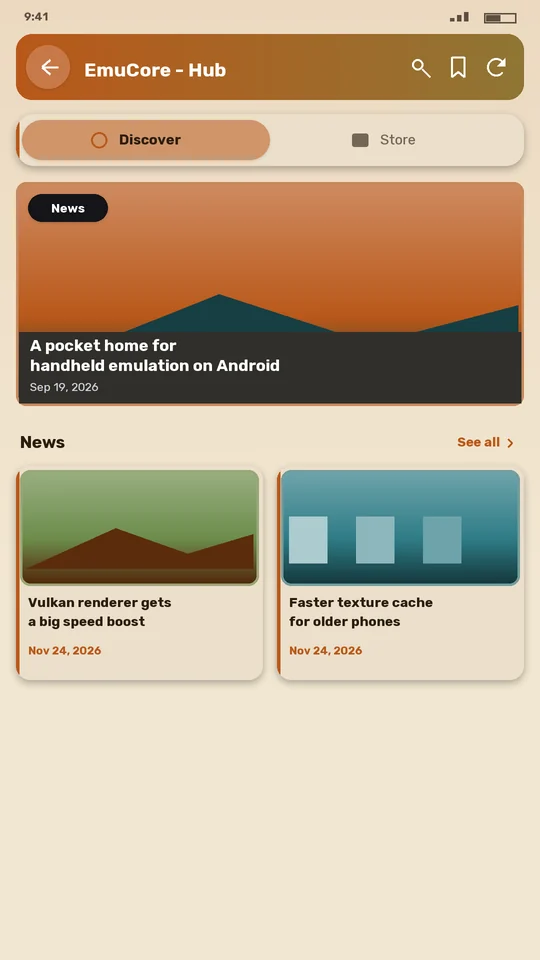 9:41
EmuCore - Hub
Discover
Store
News
A pocket home for
handheld emulation on Android
Sep 19, 2026
News
See all
Vulkan renderer gets
a big speed boost
Nov 24, 2026
Faster texture cache
for older phones
Nov 24, 2026